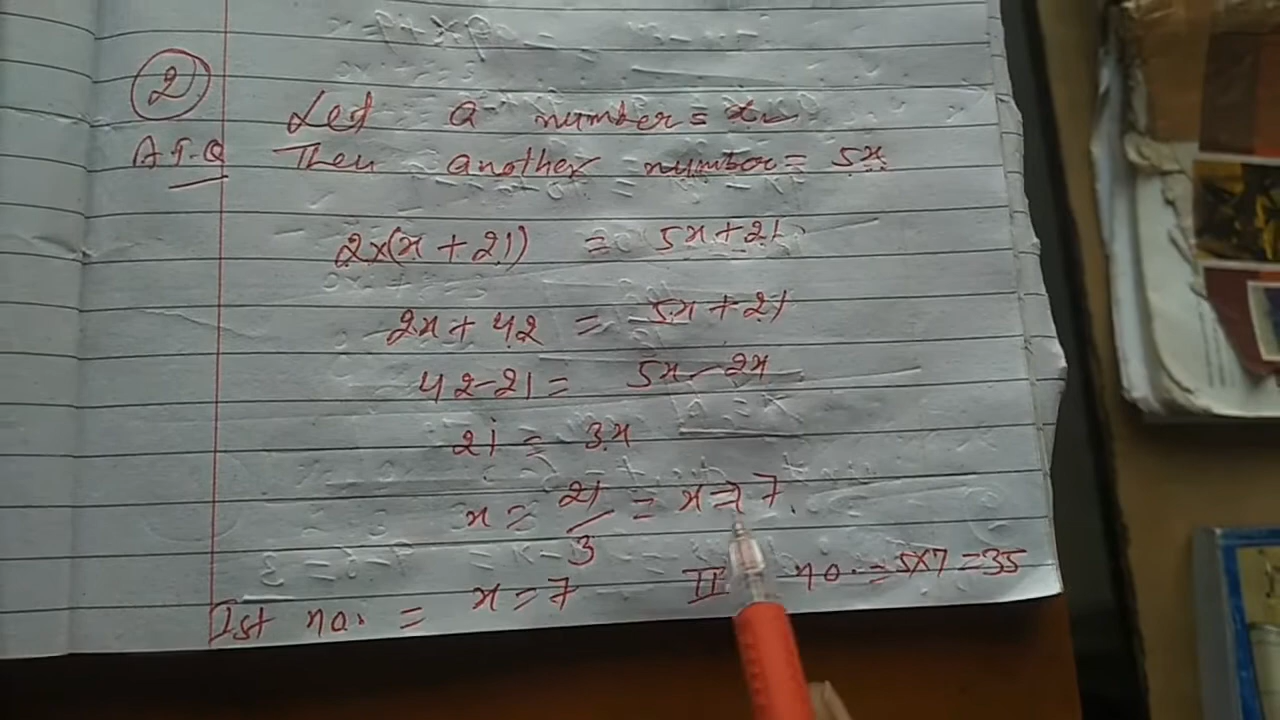 2
Let a number = x
A.T.Q Then another number = 5x
2x(x + 21) = 5x + 21
2x + 42 = 5x + 21
42 - 21 = 5x - 2x
21 = 3x
x = 21/3 = x = 7.
Ist no. = x = 7 II no. = 5x7 = 35